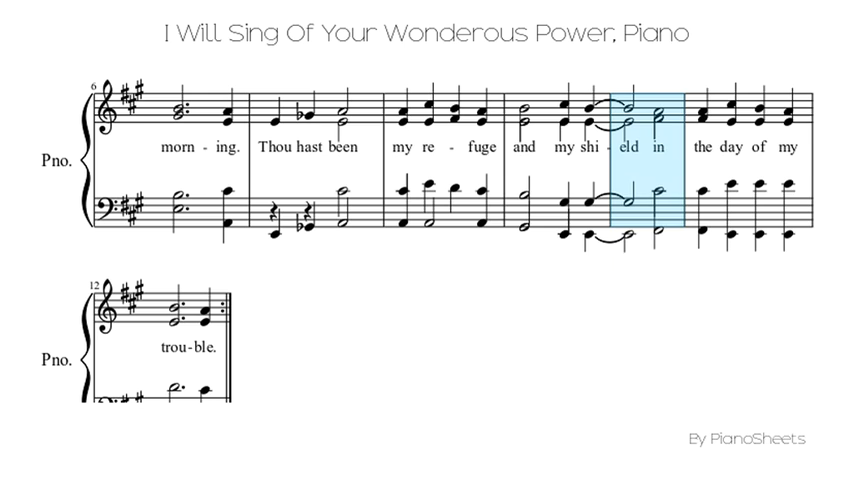 I Will Sing Of Your Wonderous Power, Piano
6
morn - ing. Thou hast been my re - fuge and my shi - eld in the day of my
Pno.
12
trou-ble.
Pno.
By PianoSheets